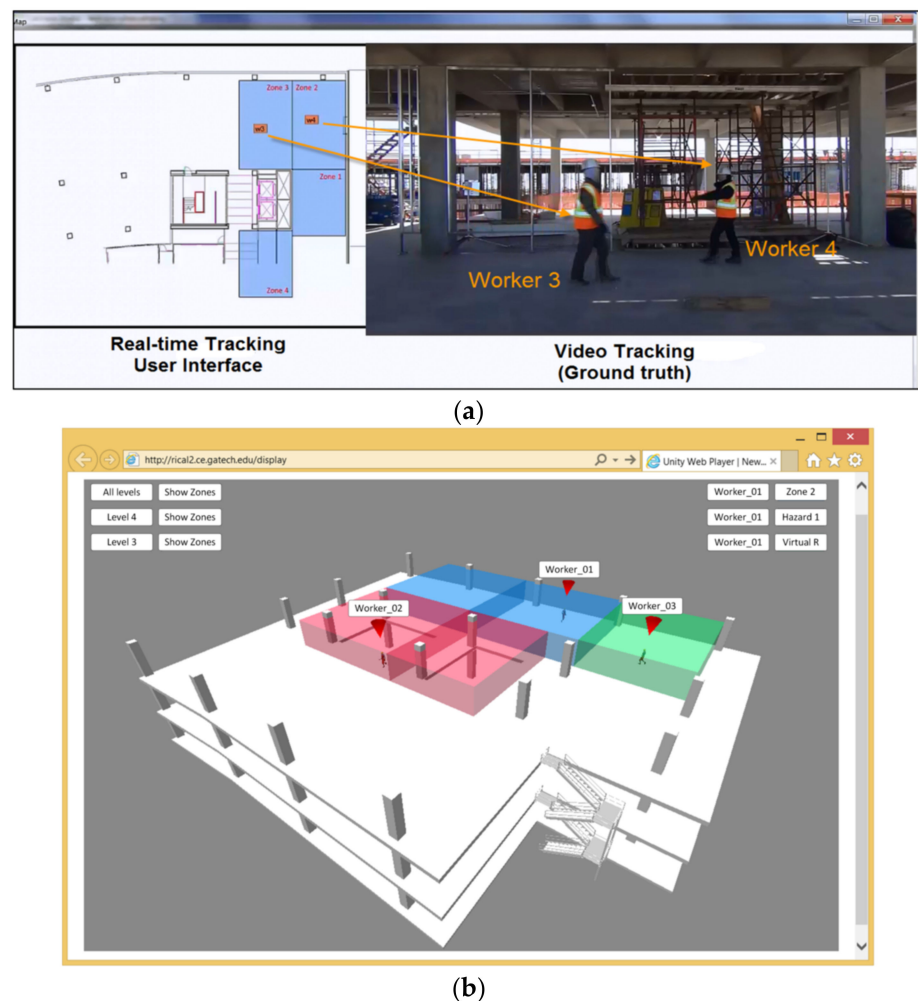 Map
Zone 3
Zone 2
w3
w4
Zone 1
Zone 4
Worker 3
Worker 4
Real-time Tracking
User Interface
Video Tracking
(Ground truth)
(a)
http://rical2.ce.gatech.edu/display
Unity Web Player | New...
All levels
Show Zones
Worker_01
Zone 2
Level 4
Show Zones
Worker_01
Hazard 1
Level 3
Show Zones
Worker_01
Virtual R
Worker_01
Worker_02
Worker_03
(b)